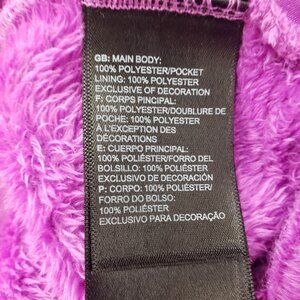 GB: MAIN BODY:
100% POLYESTER/POCKET
LINING: 100% POLYESTER
EXCLUSIVE OF DECORATION
F: CORPS PINCIPAL:
100% POLYESTER/DOUBLURE DE
POCHE: 100% POLYESTER
À L'EXCEPTION DES
DÉCORATIONS
E: CUERPO PRINCIPAL:
100% POLIÉSTER/FORRO DEL
BOLSILLO: 100% POLIÉSTER
EXCLUSIVO DE DECORACIÓN
P: CORPO: 100% POLIÉSTER/
FORRO DO BOLSO:
100% POLIÉSTER
EXCLUSIVO PARA DECORAÇÃO